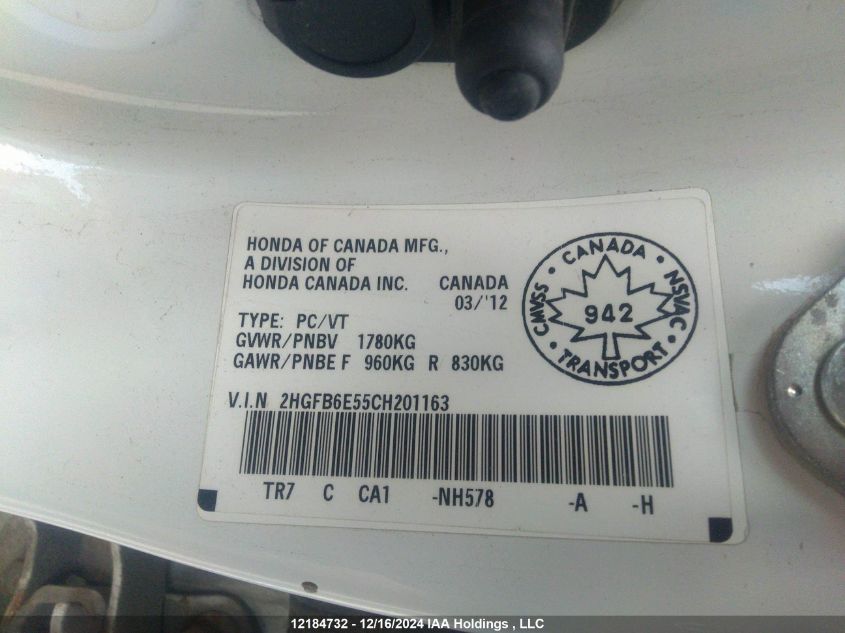 HONDA OF CANADA MFG.,
A DIVISION OF
HONDA CANADA INC. CANADA
03/'12
TYPE: PC/VT
GVWR/PNBV 1780KG
GAWR/PNBE F 960KG R 830KG
CANADA • NSVAC • TRANSPORT • CMVSS •
942
V.I.N 2HGFB6E55CH201163
TR7 C CA1 -NH578 -A -H
12184732 - 12/16/2024 IAA Holdings , LLC